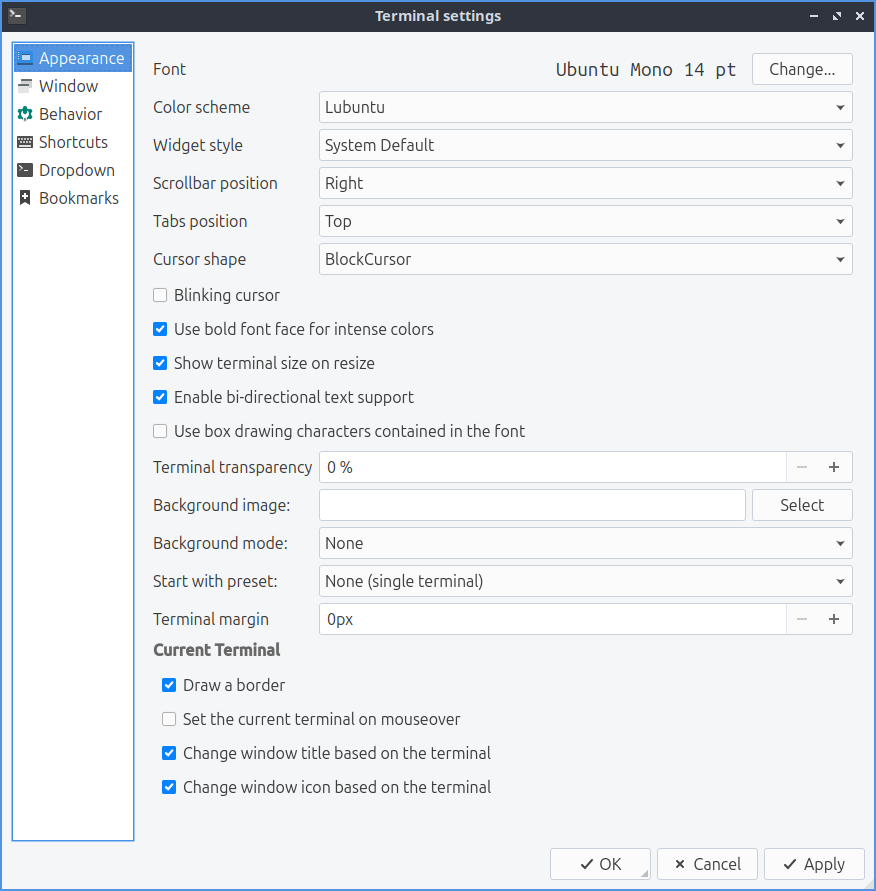 Terminal settings
Appearance
Window
Behavior
Shortcuts
Dropdown
Bookmarks
Font Ubuntu Mono 14 pt Change...
Color scheme Lubuntu
Widget style System Default
Scrollbar position Right
Tabs position Top
Cursor shape BlockCursor
Blinking cursor
Use bold font face for intense colors
Show terminal size on resize
Enable bi-directional text support
Use box drawing characters contained in the font
Terminal transparency 0 %
Background image: Select
Background mode: None
Start with preset: None (single terminal)
Terminal margin 0px
Current Terminal
Draw a border
Set the current terminal on mouseover
Change window title based on the terminal
Change window icon based on the terminal
OK Cancel Apply